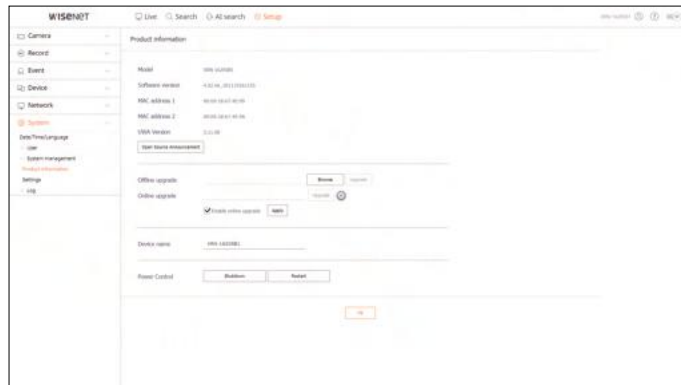 WISENET
Live Search AI search Setup
Camera
Product information
Record
Event
Device
Network
System
Date/Time/Language
User
System management
Product information
Settings
Log
Model
Software version
MAC address 1
MAC address 2
UWA Version
Open Source Announcement
Offline upgrade Browse Upgrade
Online upgrade Upgrade
Enable online upgrade Apply
Device name
Power Control Shutdown Restart
OK